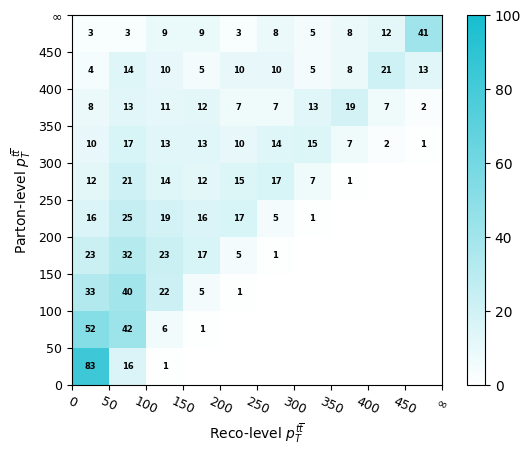 ∞ 3 3 9 9 3 8 5 8 12 41 100
450 4 14 10 5 10 10 5 8 21 13
400 8 13 11 12 7 7 13 19 7 2 80
350 10 17 13 13 10 14 15 7 2 1
300 12 21 14 12 15 17 7 1 60
250 16 25 19 16 17 5 1
200 23 32 23 17 5 1 40
150 33 40 22 5 1
100 52 42 6 1 20
50 83 16 1
0 0
0 50 100 150 200 250 300 350 400 450 ∞
Reco-level $p_T^{t\bar{t}}$
Parton-level $p_T^{t\bar{t}}$